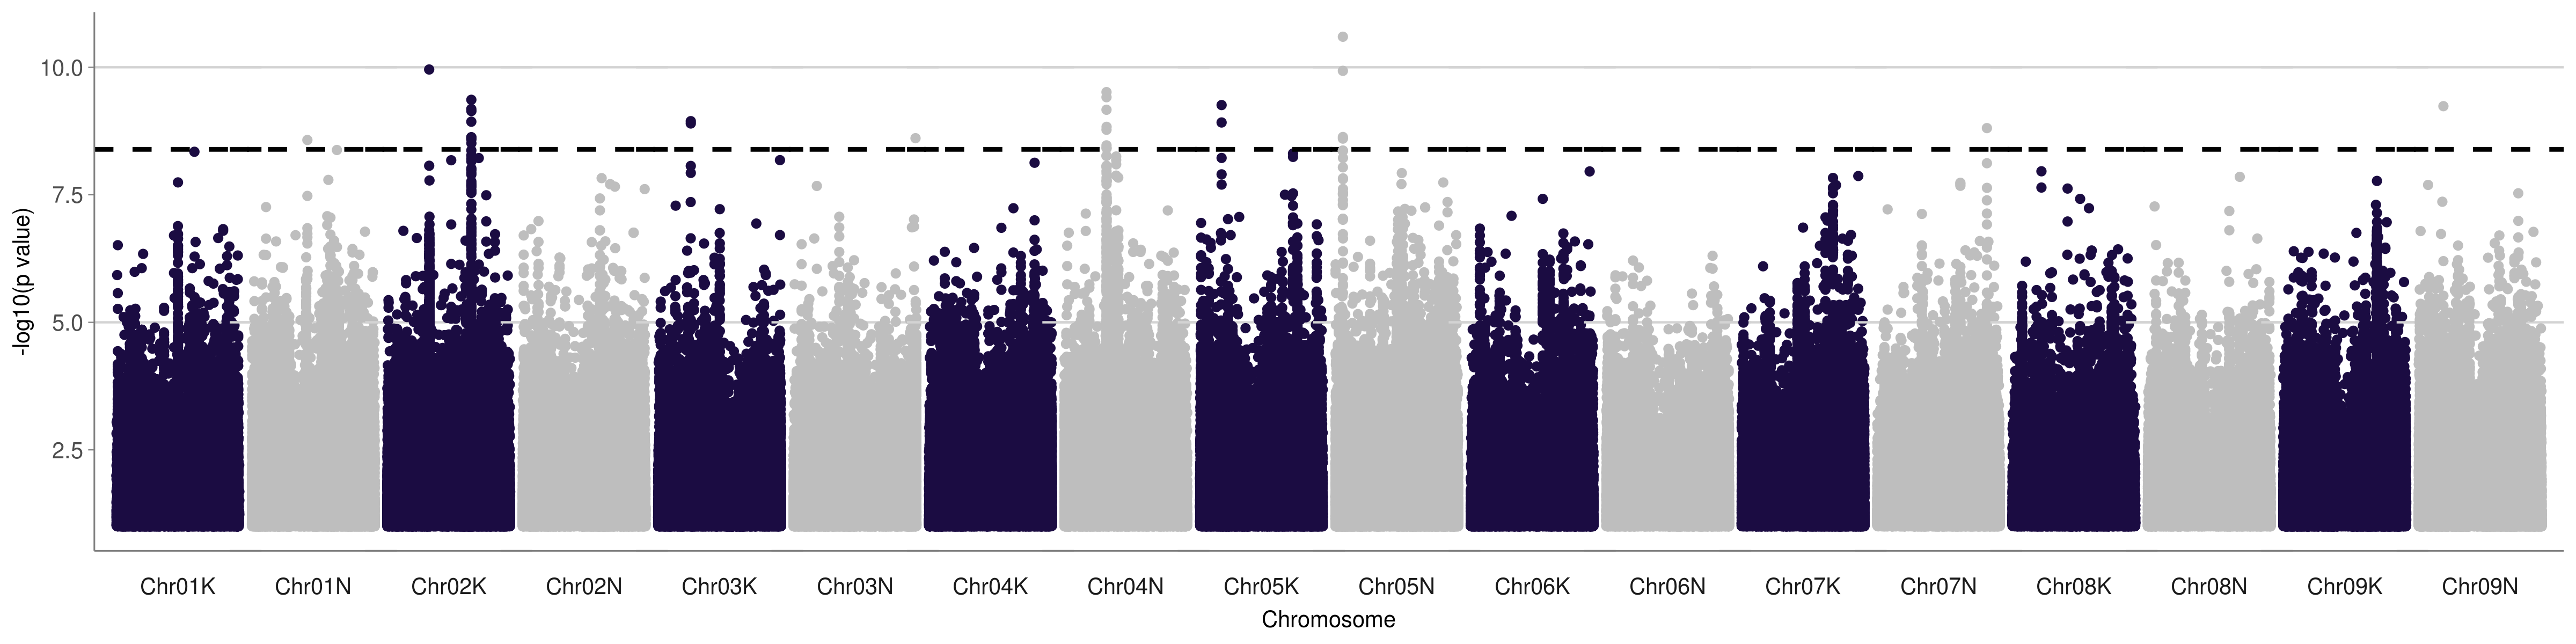 -log10(p value)
10.0
7.5
5.0
2.5
Chr01K Chr01N Chr02K Chr02N Chr03K Chr03N Chr04K Chr04N Chr05K Chr05N Chr06K Chr06N Chr07K Chr07N Chr08K Chr08N Chr09K Chr09N
Chromosome